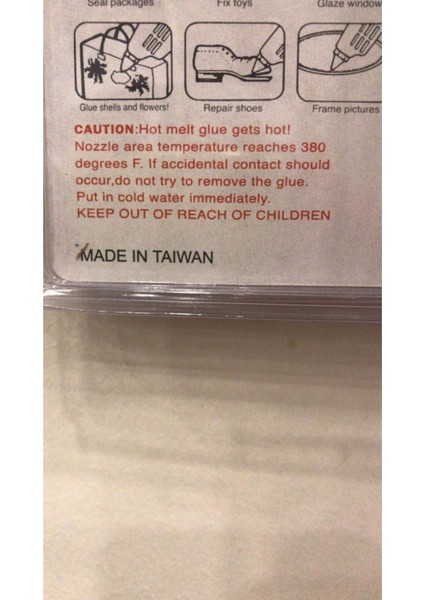 Seal packages Fix toys Glaze window
Glue shells and flowers! Repair shoes Frame pictures
CAUTION:Hot melt glue gets hot!
Nozzle area temperature reaches 380
degrees F. If accidental contact should
occur,do not try to remove the glue.
Put in cold water immediately.
KEEP OUT OF REACH OF CHILDREN
MADE IN TAIWAN